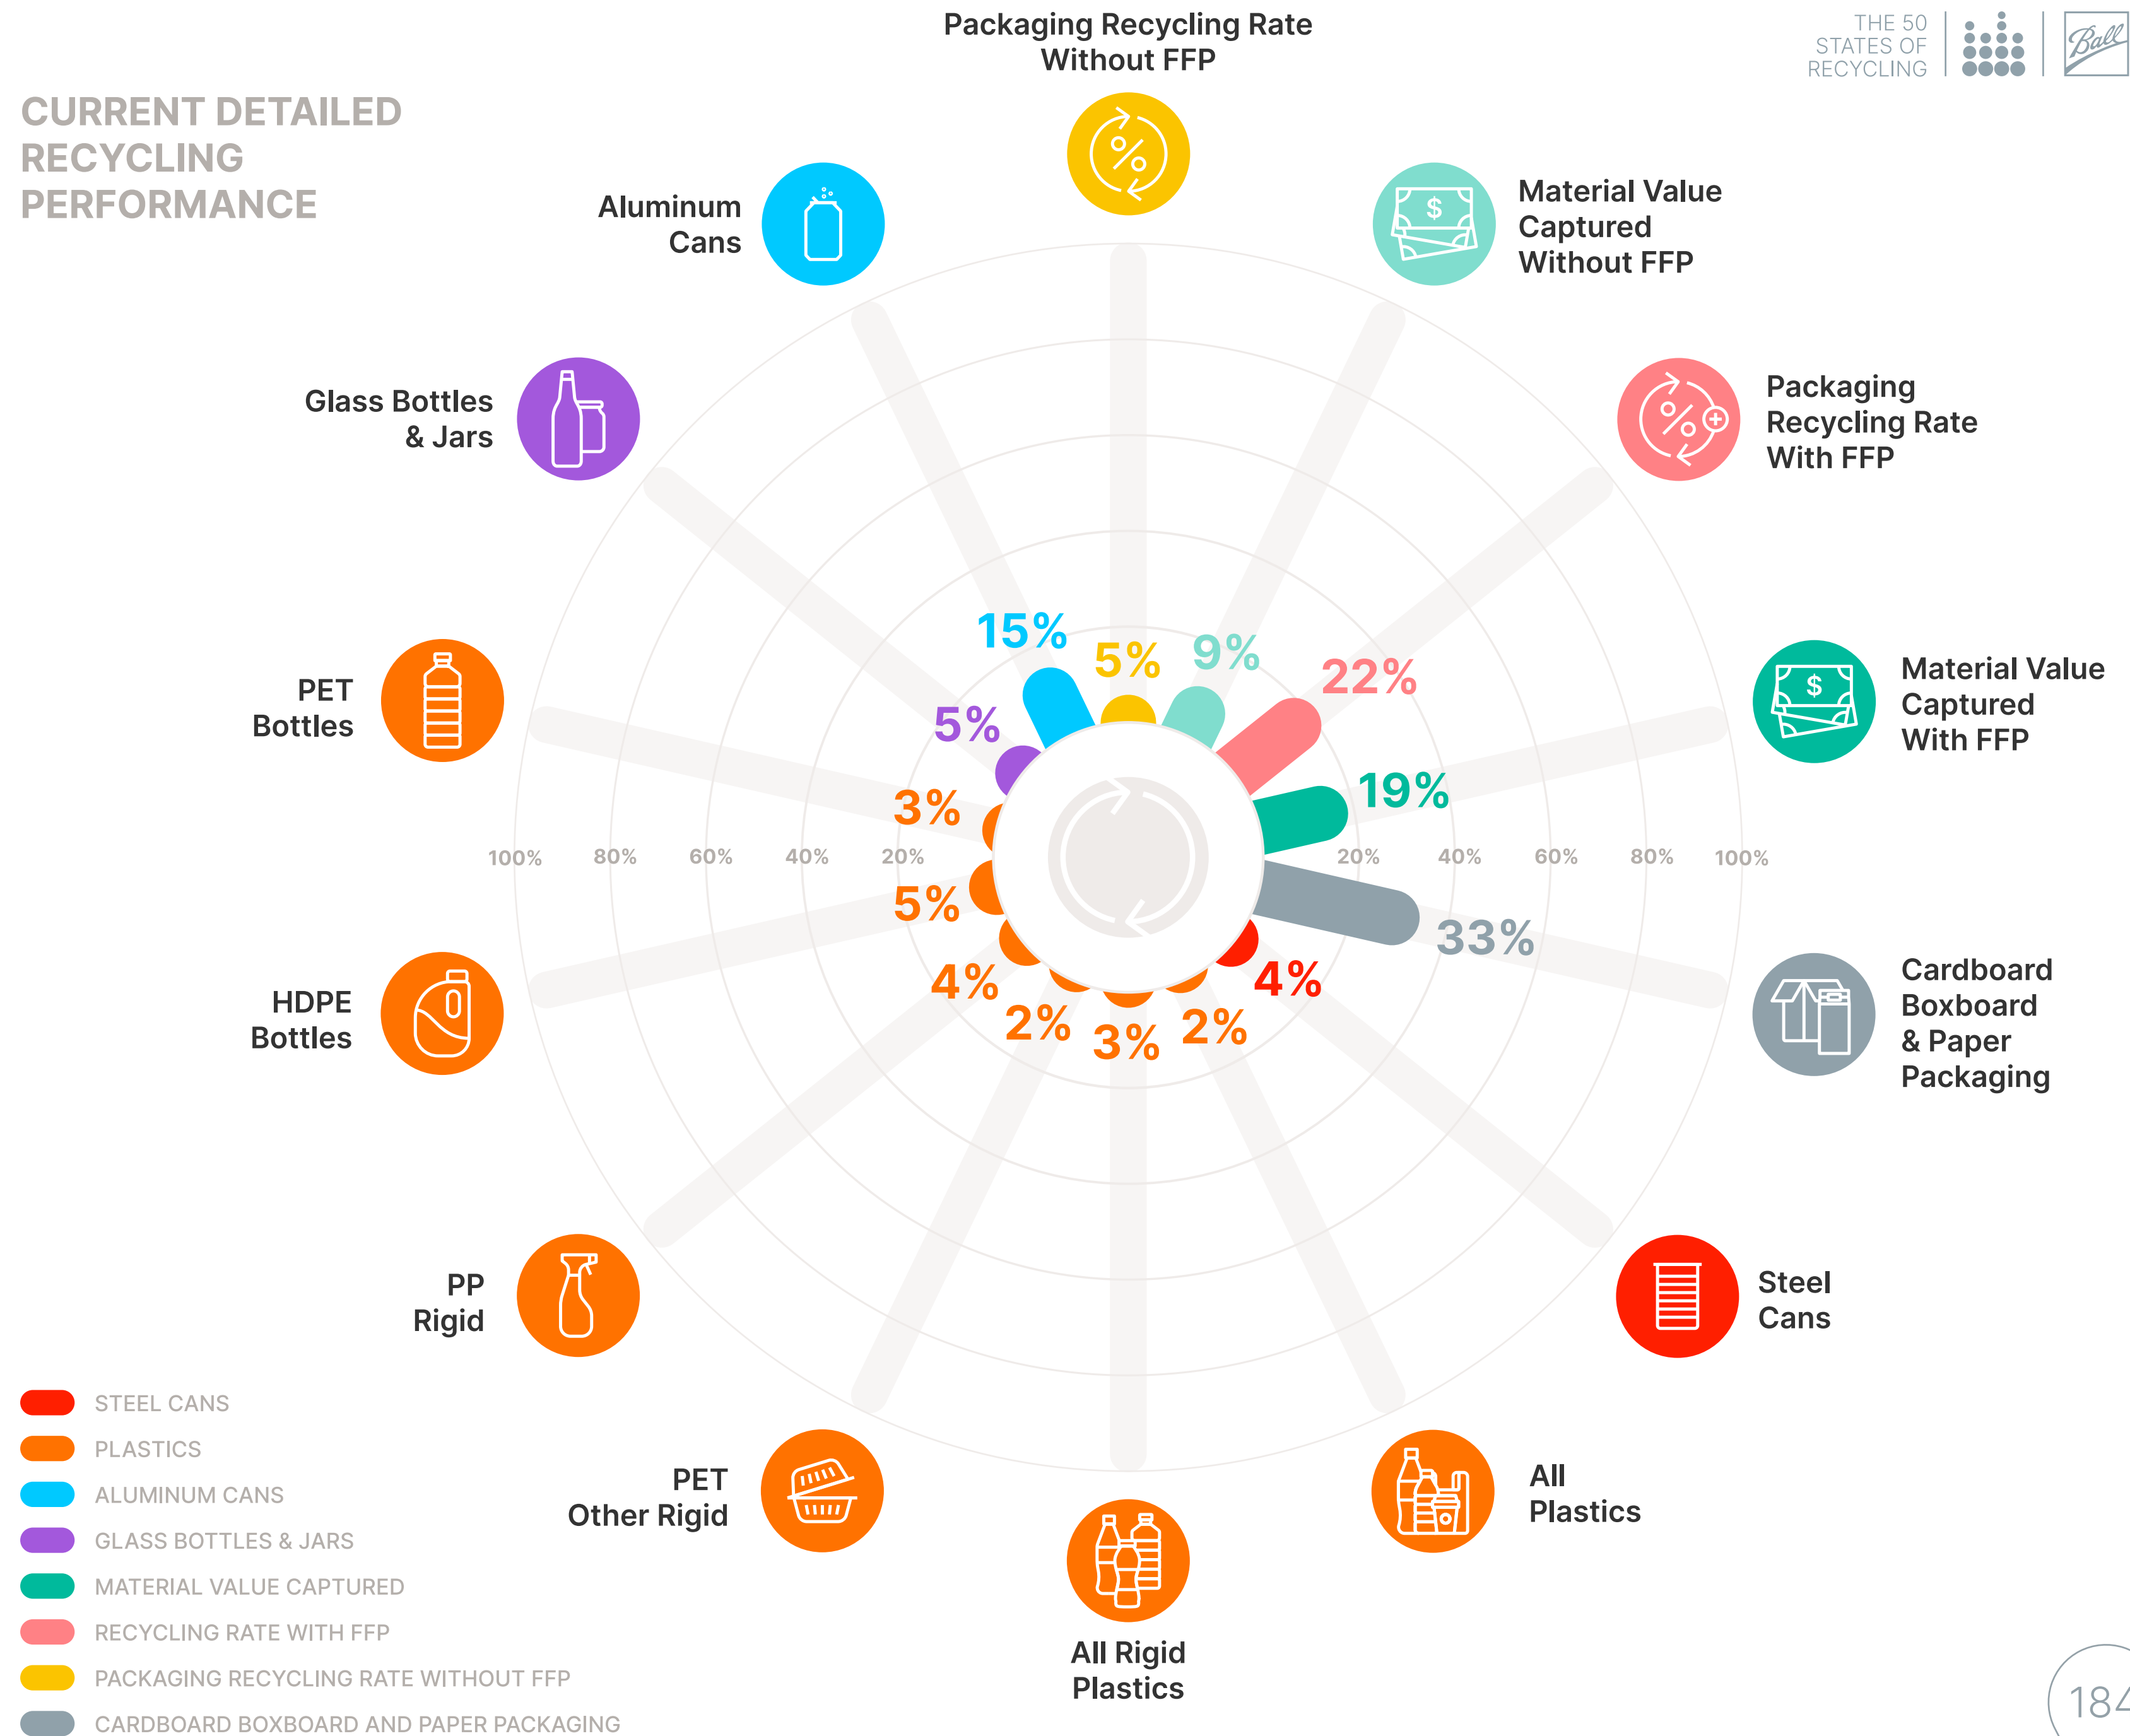 Packaging Recycling Rate
Without FFP
THE 50
STATES OF
RECYCLING
Ball
CURRENT DETAILED
RECYCLING
PERFORMANCE
Aluminum
Cans
Material Value
Captured
Without FFP
Glass Bottles
& Jars
Packaging
Recycling Rate
With FFP
PET
Bottles
Material Value
Captured
With FFP
15%
5%
9%
22%
5%
19%
3%
100%
80%
60%
40%
20%
20%
40%
60%
80%
100%
5%
33%
4%
2%
3%
2%
4%
HDPE
Bottles
Cardboard
Boxboard
& Paper
Packaging
PP
Rigid
Steel
Cans
PET
Other Rigid
All
Plastics
All Rigid
Plastics
STEEL CANS
PLASTICS
ALUMINUM CANS
GLASS BOTTLES & JARS
MATERIAL VALUE CAPTURED
RECYCLING RATE WITH FFP
PACKAGING RECYCLING RATE WITHOUT FFP
CARDBOARD BOXBOARD AND PAPER PACKAGING
184